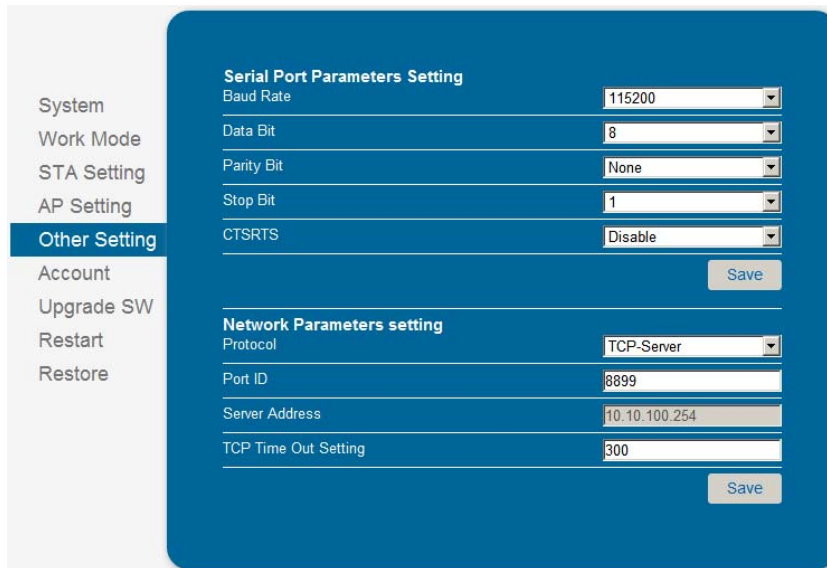 System
Work Mode
STA Setting
AP Setting
Other Setting
Account
Upgrade SW
Restart
Restore
Serial Port Parameters Setting
Baud Rate 115200
Data Bit 8
Parity Bit None
Stop Bit 1
CTSRTS Disable
Save
Network Parameters setting
Protocol TCP-Server
Port ID 8899
Server Address 10.10.100.254
TCP Time Out Setting 300
Save